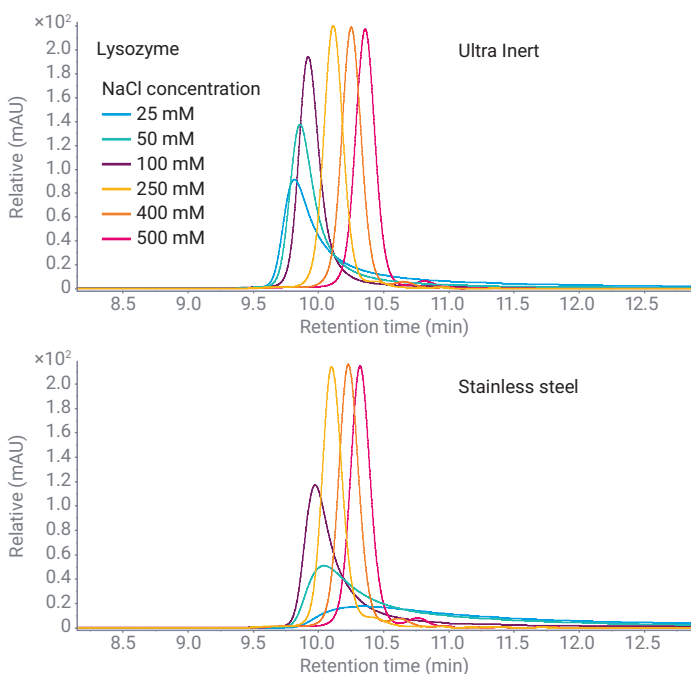 ×10²
Lysozyme
Ultra Inert
NaCl concentration
25 mM
50 mM
100 mM
250 mM
400 mM
500 mM
Relative (mAU)
2.0
1.8
1.6
1.4
1.2
1.0
0.8
0.6
0.4
0.2
0
8.5 9.0 9.5 10.0 10.5 11.0 11.5 12.0 12.5
Retention time (min)
×10²
Stainless steel
Relative (mAU)
2.0
1.8
1.6
1.4
1.2
1.0
0.8
0.6
0.4
0.2
0
8.5 9.0 9.5 10.0 10.5 11.0 11.5 12.0 12.5
Retention time (min)